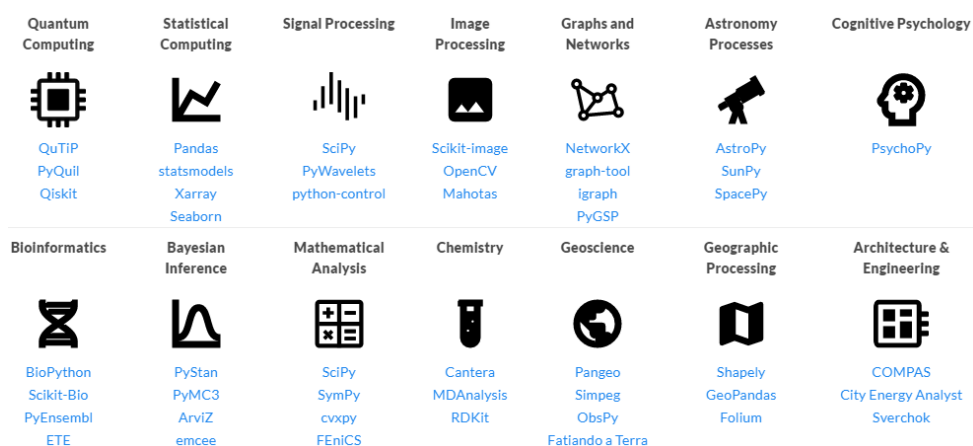 Quantum
Computing
Statistical
Computing
Signal Processing
Image
Processing
Graphs and
Networks
Astronomy
Processes
Cognitive Psychology
QuTiP
PyQuil
Qiskit
Pandas
statsmodels
Xarray
Seaborn
SciPy
PyWavelets
python-control
Scikit-image
OpenCV
Mahotas
NetworkX
graph-tool
igraph
PyGSP
AstroPy
SunPy
SpacePy
PsychoPy
Bioinformatics
Bayesian
Inference
Mathematical
Analysis
Chemistry
Geoscience
Geographic
Processing
Architecture &
Engineering
BioPython
Scikit-Bio
PyEnsembl
ETE
PyStan
PyMC3
ArviZ
emcee
SciPy
SymPy
cvxpy
FEniCS
Cantera
MDAnalysis
RDKit
Pangeo
Simpeg
ObsPy
Fatiando a Terra
Shapely
GeoPandas
Folium
COMPAS
City Energy Analyst
Sverchok